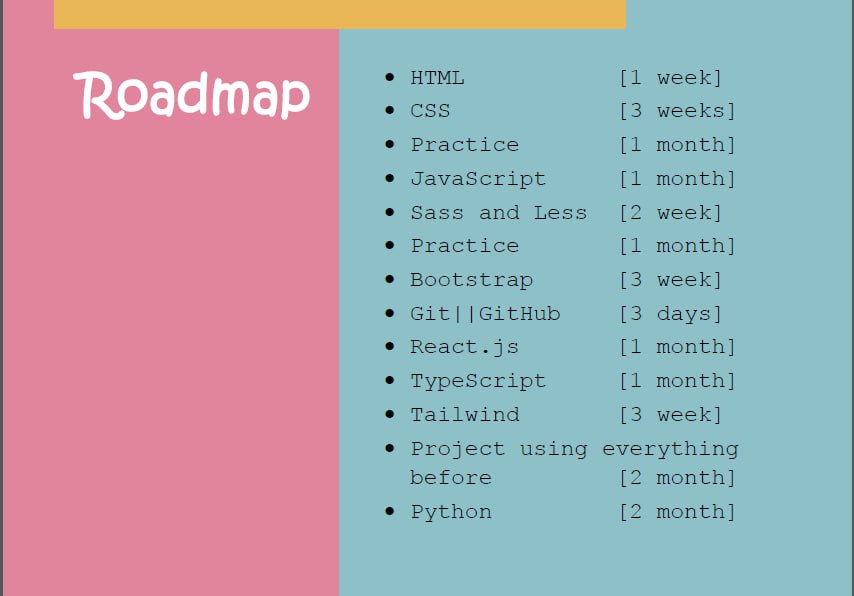 Roadmap
• HTML [1 week]
• CSS [3 weeks]
• Practice [1 month]
• JavaScript [1 month]
• Sass and Less [2 week]
• Practice [1 month]
• Bootstrap [3 week]
• Git||GitHub [3 days]
• React.js [1 month]
• TypeScript [1 month]
• Tailwind [3 week]
• Project using everything
before [2 month]
• Python [2 month]